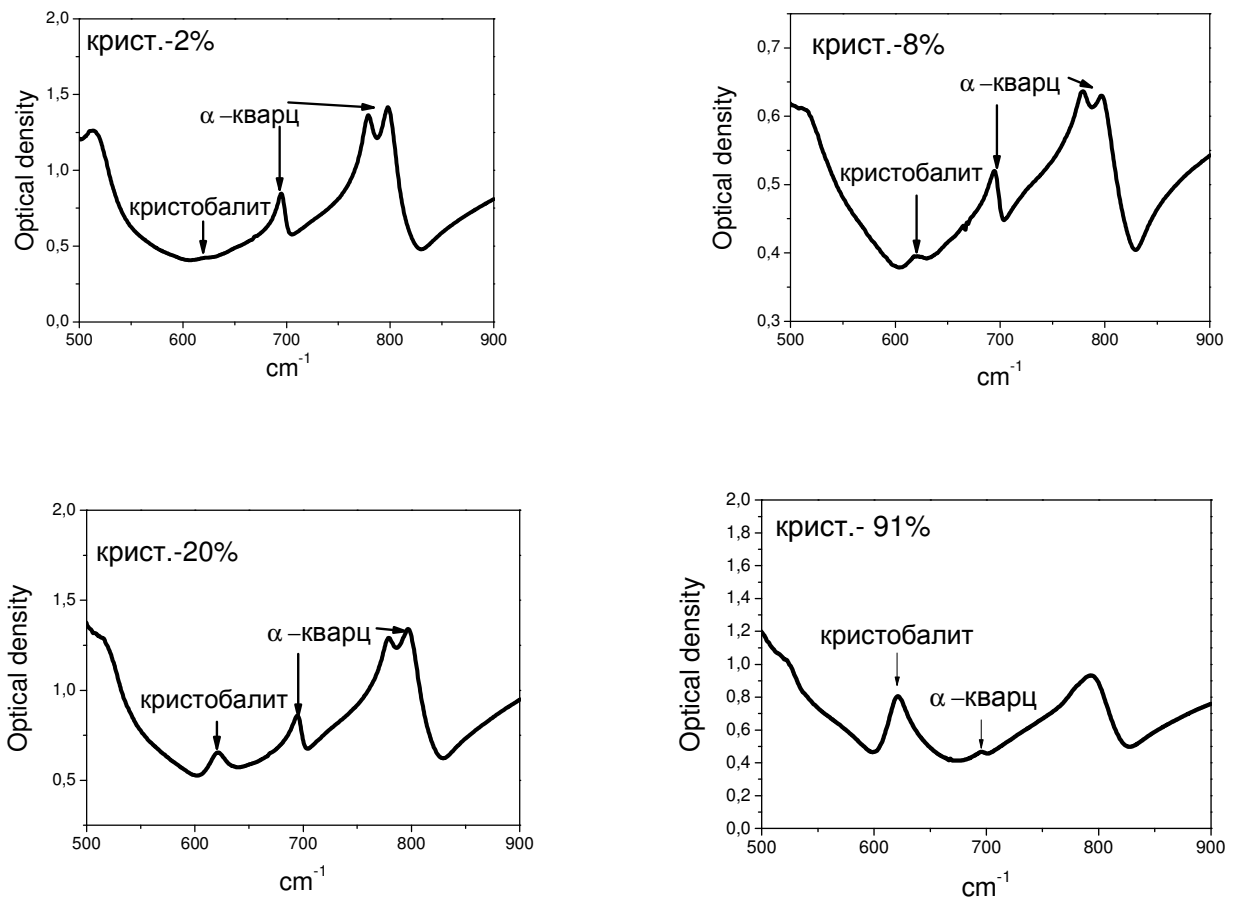 крист.-2%
α –кварц
кристобалит
Optical density
2,0
1,5
1,0
0,5
0,0
500 600 700 800 900
cm⁻¹
крист.-8%
α –кварц
кристобалит
Optical density
0,7
0,6
0,5
0,4
0,3
500 600 700 800 900
cm⁻¹
крист.-20%
α –кварц
кристобалит
Optical density
2,0
1,5
1,0
0,5
500 600 700 800 900
cm⁻¹
крист.- 91%
кристобалит
α –кварц
Optical density
2,0
1,8
1,6
1,4
1,2
1,0
0,8
0,6
0,4
0,2
0,0
500 600 700 800 900
cm⁻¹